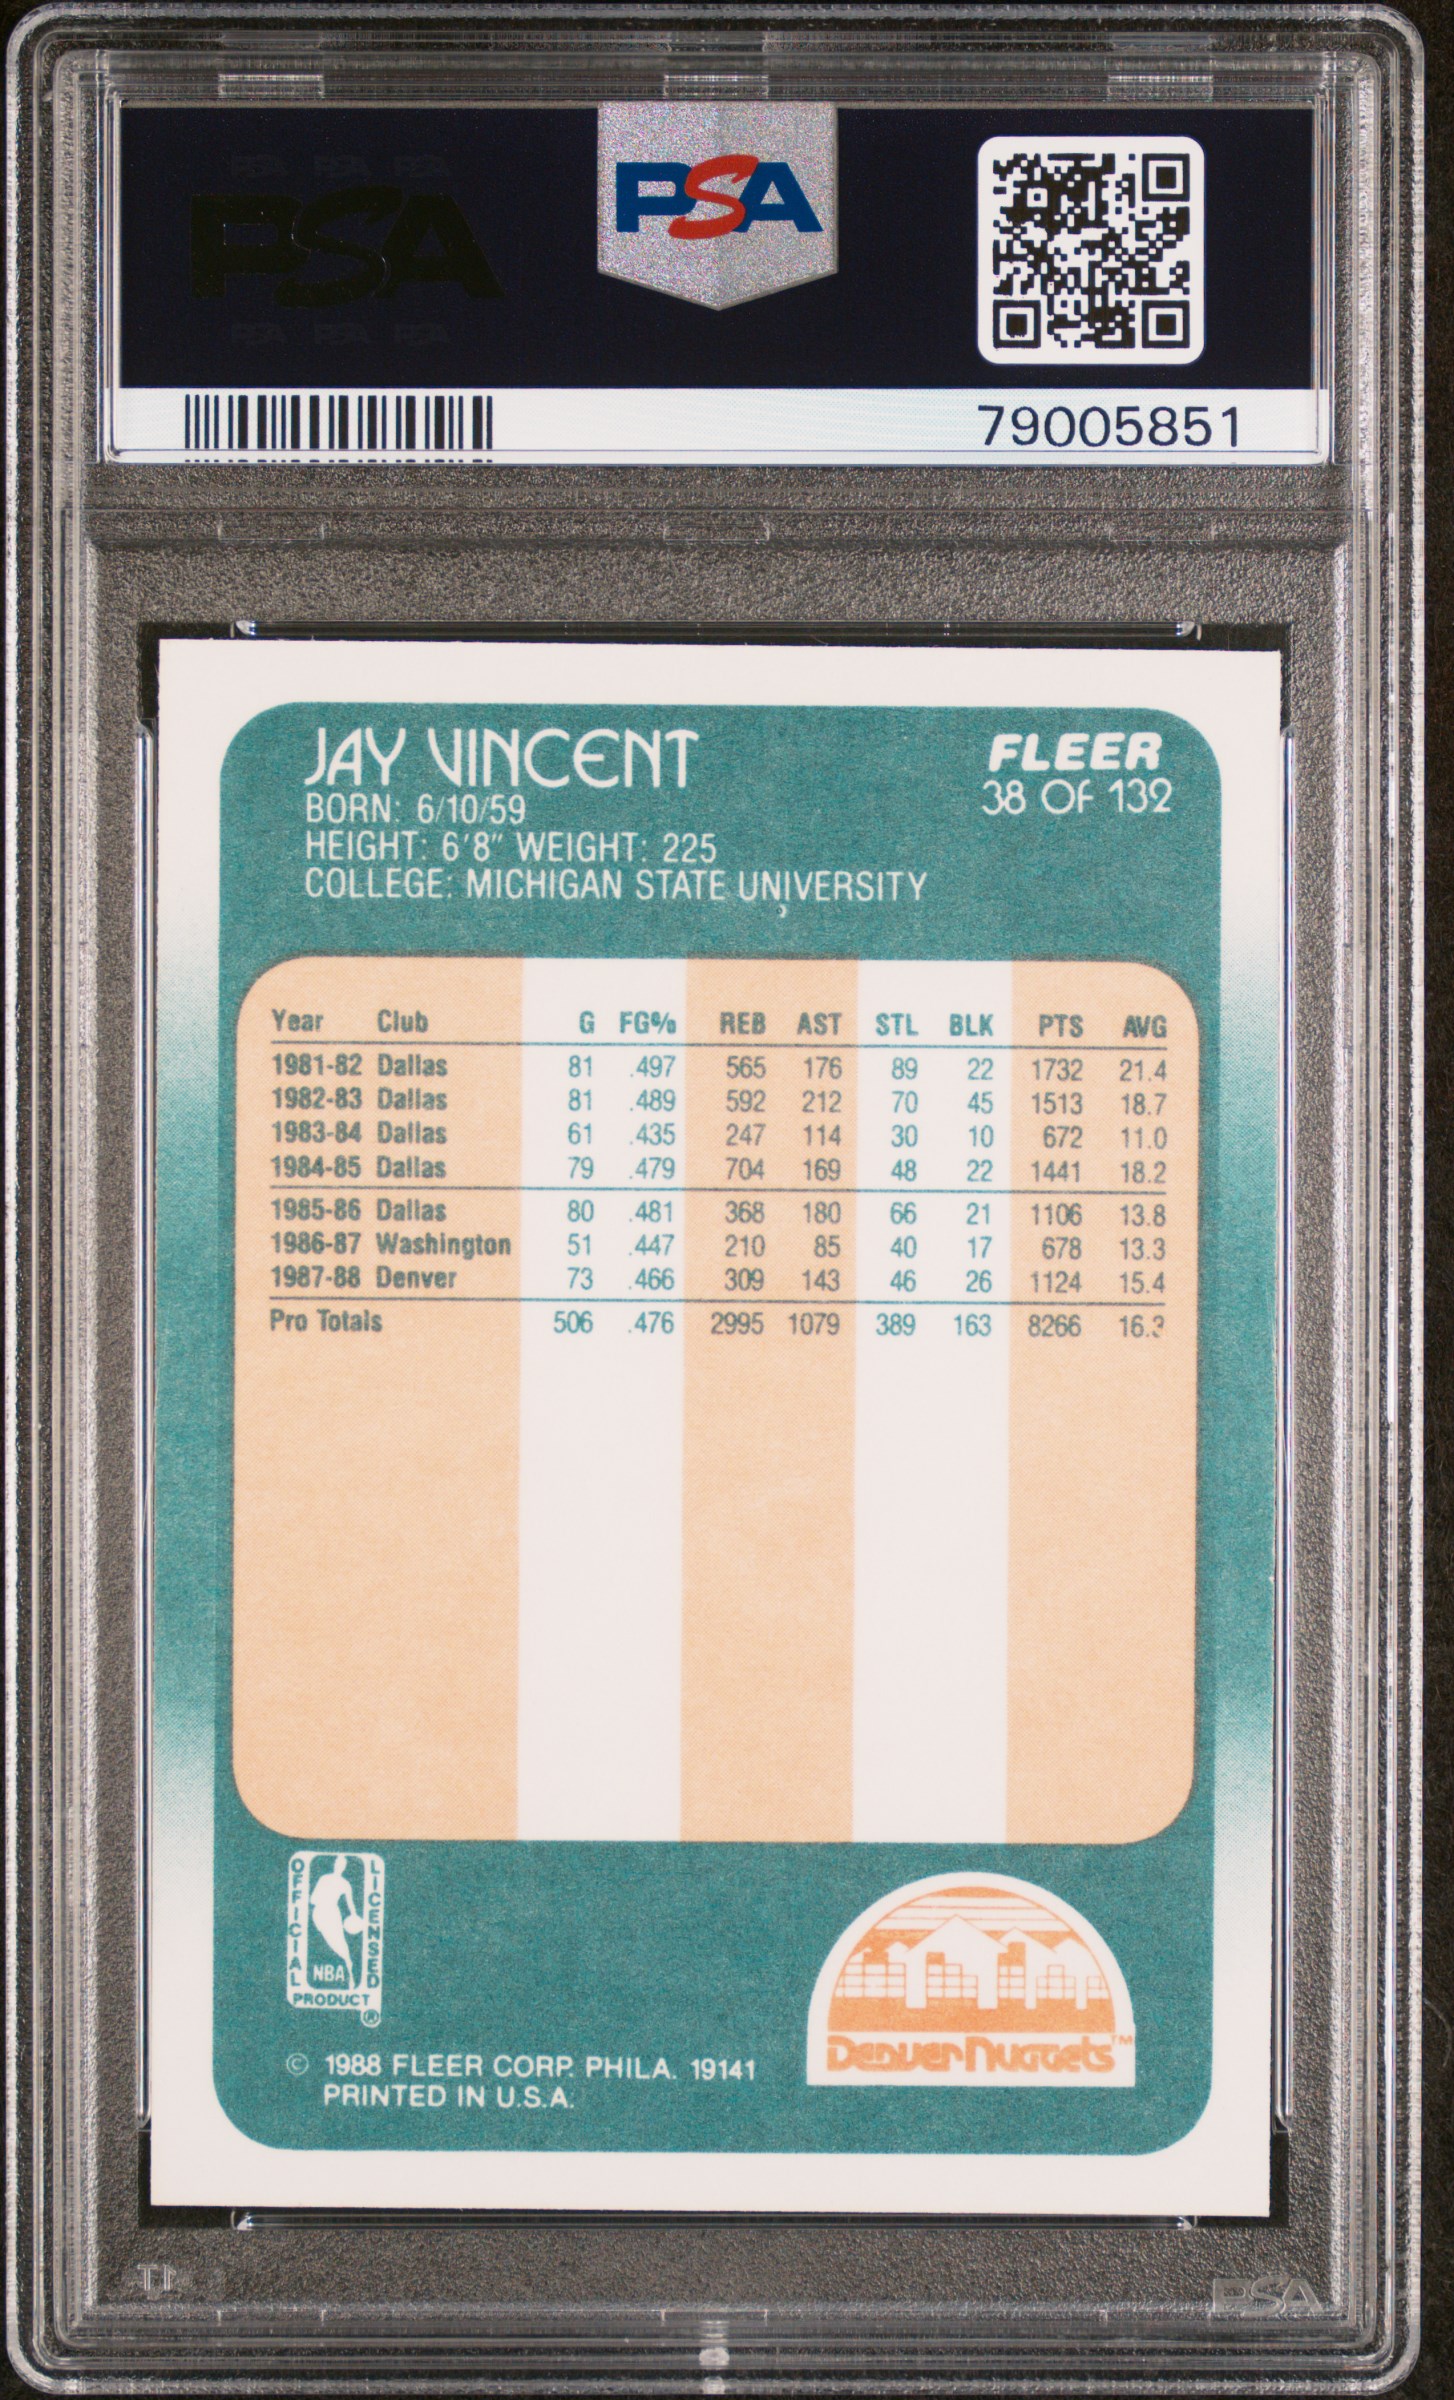 PSA PSA PSA
PSA
PSA PSA PSA
PSA
79005851
JAY VINCENT
BORN: 6/10/59
HEIGHT: 6'8" WEIGHT: 225
COLLEGE: MICHIGAN STATE UNIVERSITY
FLEER
38 OF 132
Year Club G FG% REB AST STL BLK PTS AVG
1981-82 Dallas 81 .497 565 176 89 22 1732 21.4
1982-83 Dallas 81 .489 592 212 70 45 1513 18.7
1983-84 Dallas 61 .435 247 114 30 10 672 11.0
1984-85 Dallas 79 .479 704 169 48 22 1441 18.2
1985-86 Dallas 80 .481 368 180 66 21 1106 13.8
1986-87 Washington 51 .447 210 85 40 17 678 13.3
1987-88 Denver 73 .466 309 143 46 26 1124 15.4
Pro Totals 506 .476 2995 1079 389 163 8266 16.3
OFFICIAL LICENSED
NBA
PRODUCT
®
Denver Nuggets™
© 1988 FLEER CORP. PHILA. 19141
PRINTED IN U.S.A.
PSA